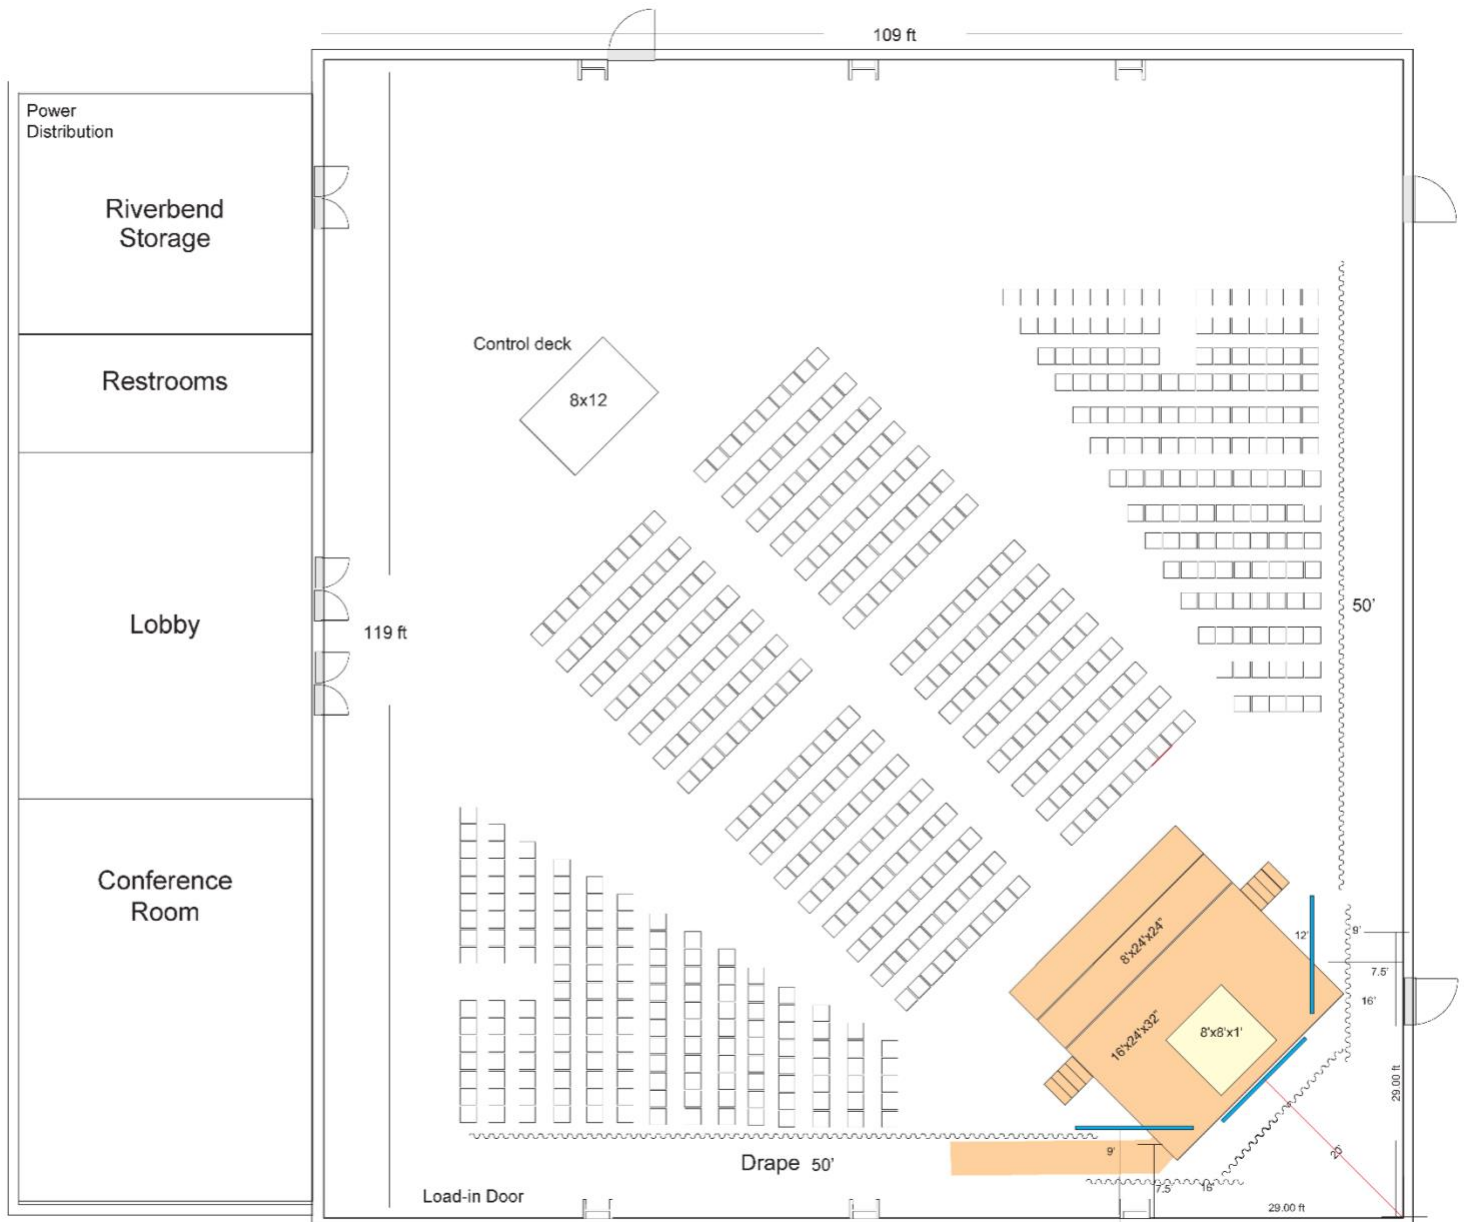 109 ft
Power
Distribution
Riverbend
Storage
Control deck
Restrooms
8x12
50’
Lobby
119 ft
Conference
Room
8'x24'x24"
12'
9'
7.5'
16'
8'x8'x1'
16'x24'x32"
29.00 ft
Drape 50’
9'
20'
Load-in Door
7.5'
16'
29.00 ft